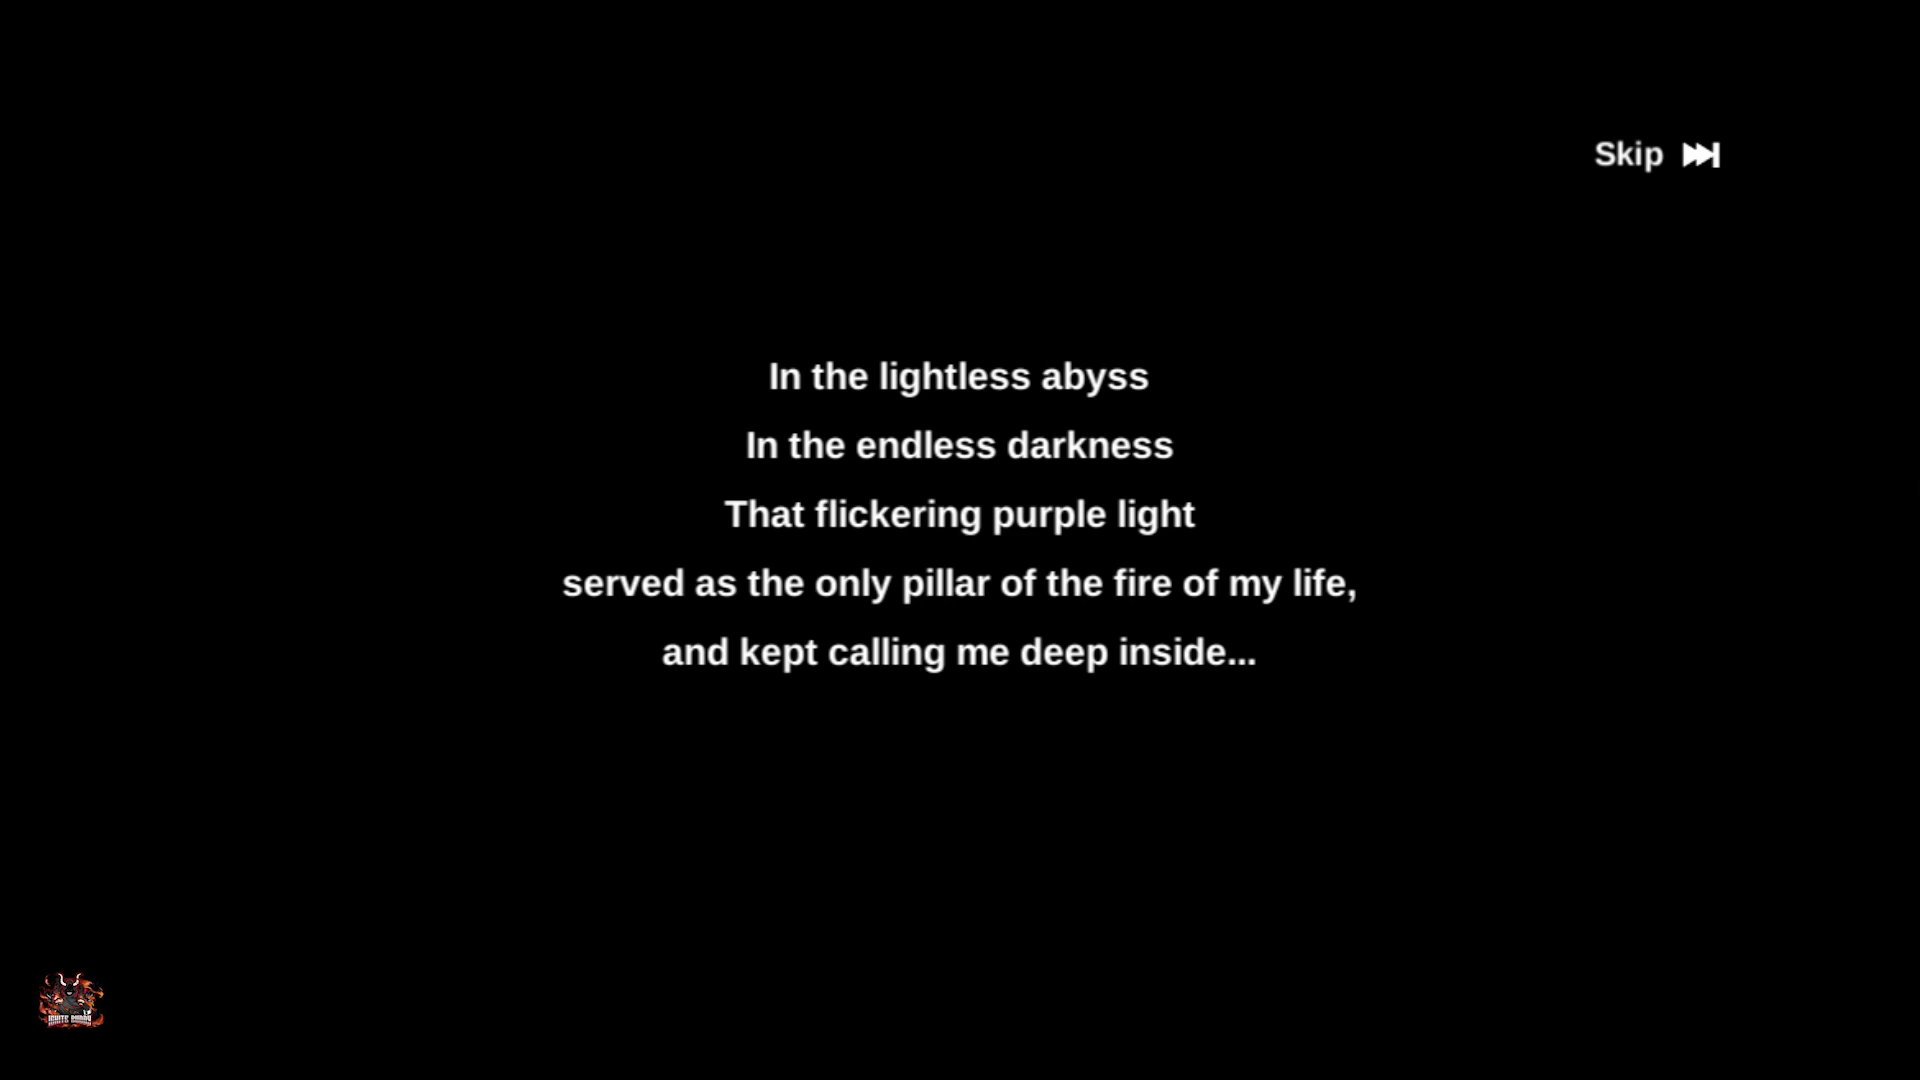 Skip
In the lightless abyss
In the endless darkness
That flickering purple light
served as the only pillar of the fire of my life,
and kept calling me deep inside...